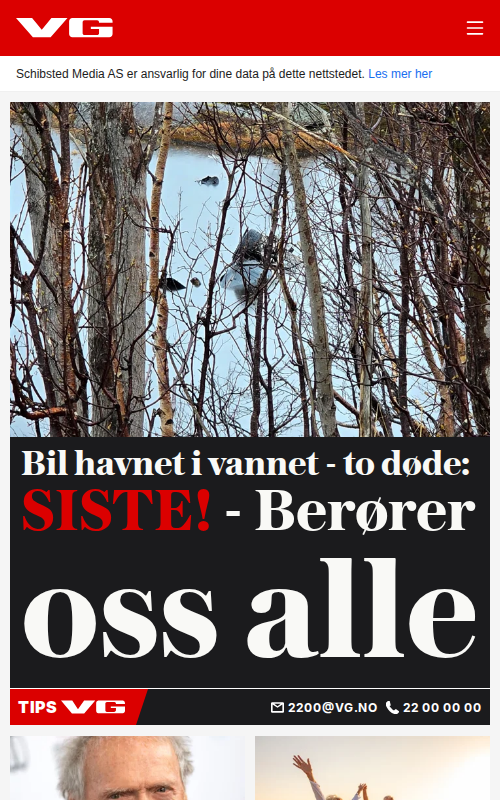 VG
Schibsted Media AS er ansvarlig for dine data på dette nettstedet. Les mer her
Bil havnet i vannet - to døde:
SISTE! - Berører
oss alle
TIPS VG 2200@VG.NO 22 00 00 00